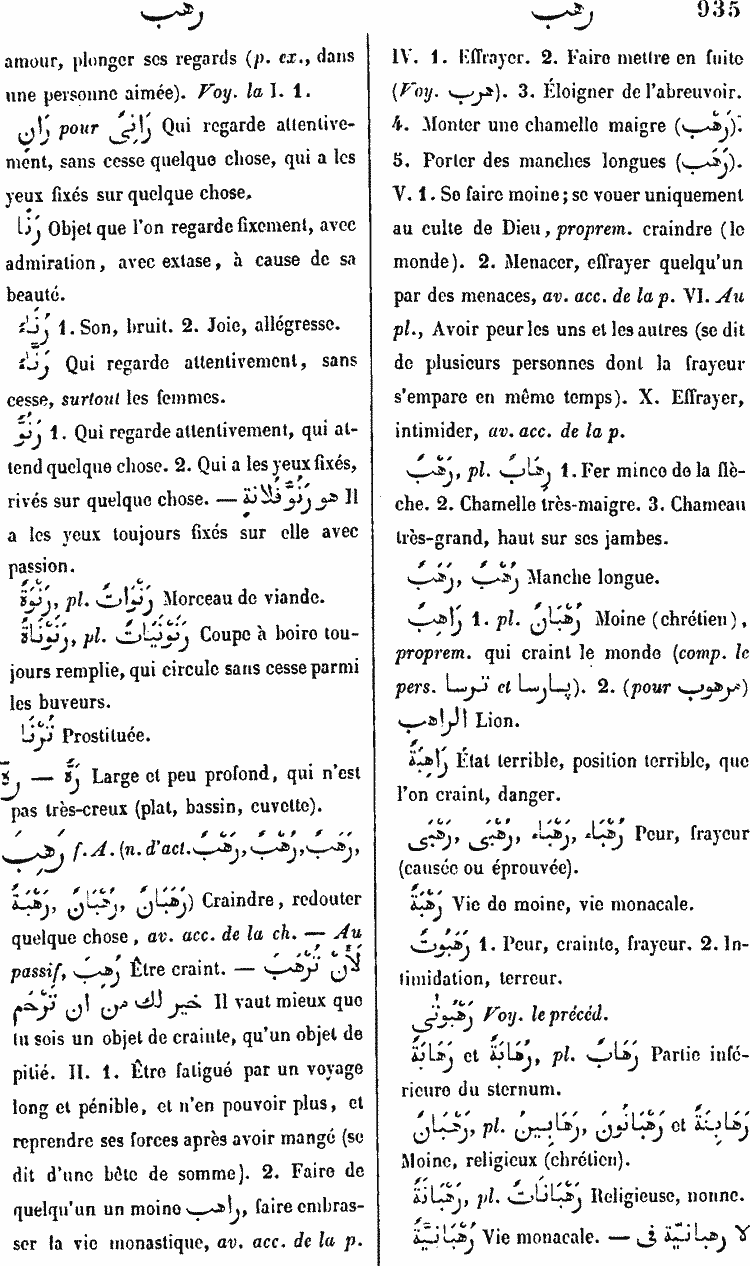 رهب
رهب 935
amour, plonger ses regards (p. ex., dans
une personne aimée). Voy. la I. 1.
رَانٍ pour رَانِىٌ Qui regarde attentive-
ment, sans cesse quelque chose, qui a les
yeux fixés sur quelque chose.
رَنًا Objet que l'on regarde fixement, avec
admiration, avec extase, à cause de sa
beauté.
رُنَاءٌ 1. Son, bruit. 2. Joie, allégresse.
رَنَّاءٌ Qui regarde attentivement, sans
cesse, surtout les femmes.
رَنُوٌّ 1. Qui regarde attentivement, qui at-
tend quelque chose. 2. Qui a les yeux fixés,
rivés sur quelque chose. — هو رَنُوُّ فُلَانَةٍ Il
a les yeux toujours fixés sur elle avec
passion.
رَنْوَةٌ, pl. رَنَوَاتٌ Morceau de viande.
رَنَوْنَاةٌ, pl. رَنَوْنَيَاتٌ Coupe à boire tou-
jours remplie, qui circule sans cesse parmi
les buveurs.
تُرْنَا Prostituée.
رة — رَهٌّ Large et peu profond, qui n'est
pas très-creux (plat, bassin, cuvette).
رَهِبَ f. A. (n. d'act. رَهْبٌ, رُهْبٌ, رَهَبٌ,
رَهْبَةٌ, رُهْبَانٌ, رَهَبَانٌ) Craindre, redouter
quelque chose, av. acc. de la ch. — Au
passif, رُهِبَ Être craint. — لَأَنْ تُرْهَبَ
خير لك من ان تُرْحَم Il vaut mieux que
tu sois un objet de crainte, qu'un objet de
pitié. II. 1. Être fatigué par un voyage
long et pénible, et n'en pouvoir plus, et
reprendre ses forces après avoir mangé (se
dit d'une bête de somme). 2. Faire de
quelqu'un un moine راهب, faire embras-
ser la vie monastique, av. acc. de la p.
IV. 1. Effrayer. 2. Faire mettre en fuite
(Voy. هرب). 3. Éloigner de l'abreuvoir.
4. Monter une chamelle maigre (رَهْب).
5. Porter des manches longues (رَهَب).
V. 1. Se faire moine; se vouer uniquement
au culte de Dieu, proprem. craindre (le
monde). 2. Menacer, effrayer quelqu'un
par des menaces, av. acc. de la p. VI. Au
pl., Avoir peur les uns et les autres (se dit
de plusieurs personnes dont la frayeur
s'empare en même temps). X. Effrayer,
intimider, av. acc. de la p.
رَهْبٌ, pl. رِهَابٌ 1. Fer mince de la flè-
che. 2. Chamelle très-maigre. 3. Chameau
très-grand, haut sur ses jambes.
رُهْبٌ, رَهَبٌ Manche longue.
رَاهِبٌ 1. pl. رُهْبَانٌ Moine (chrétien),
proprem. qui craint le monde (comp. le
pers. ترسا et پارسا). 2. (pour مرهوب)
الراهب Lion.
رَاهِبَةٌ État terrible, position terrible, que
l'on craint, danger.
رَهْبَى, رُهْبَى, رَهْبَاء, رُهْبَاء Peur, frayeur
(causée ou éprouvée).
رَهْبَةٌ Vie de moine, vie monacale.
رَهَبُوتٌ 1. Peur, crainte, frayeur. 2. In-
timidation, terreur.
رَهَبُوتَى Voy. le précéd.
رَهَابَةٌ et رُهَابَةٌ, pl. رَهَابٌ Partie infé-
rieure du sternum.
رُهْبَانٌ, pl. رَهَابِينُ, رُهْبَانُونَ et رَهَابِنَةٌ
Moine, religieux (chrétien).
رُهْبَانَةٌ, pl. رُهْبَانَاتٌ Religieuse, nonne.
رَهْبَانِيَّةٌ Vie monacale. — لا رهبانيّة فى